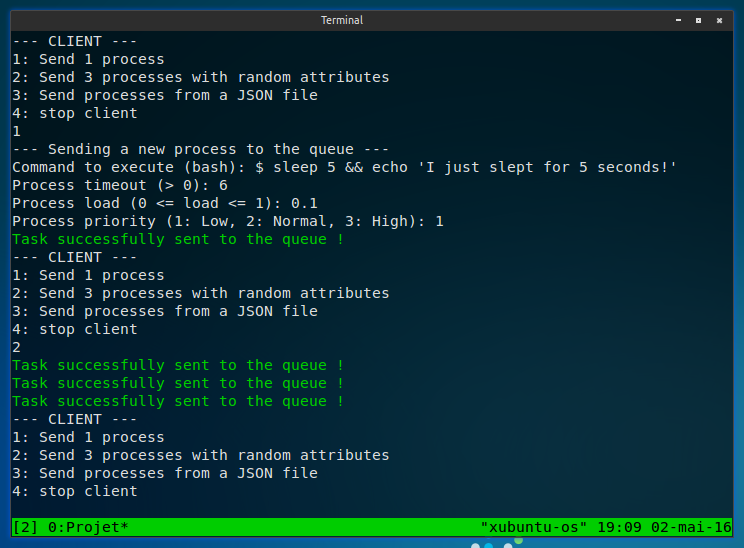 Terminal
--- CLIENT ---
1: Send 1 process
2: Send 3 processes with random attributes
3: Send processes from a JSON file
4: stop client
1
--- Sending a new process to the queue ---
Command to execute (bash): $ sleep 5 && echo 'I just slept for 5 seconds!'
Process timeout (> 0): 6
Process load (0 <= load <= 1): 0.1
Process priority (1: Low, 2: Normal, 3: High): 1
Task successfully sent to the queue !
--- CLIENT ---
1: Send 1 process
2: Send 3 processes with random attributes
3: Send processes from a JSON file
4: stop client
2
Task successfully sent to the queue !
Task successfully sent to the queue !
Task successfully sent to the queue !
--- CLIENT ---
1: Send 1 process
2: Send 3 processes with random attributes
3: Send processes from a JSON file
4: stop client
[2] 0:Projet* "xubuntu-os" 19:09 02-mai-16